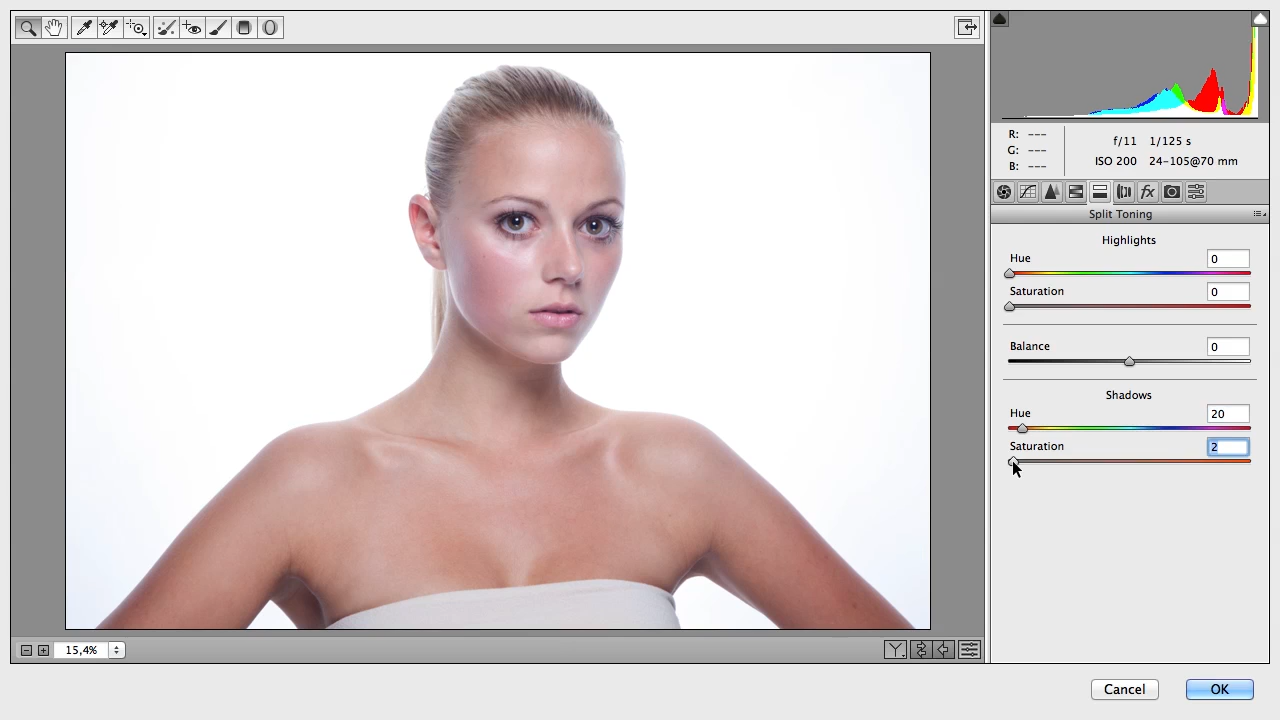 R: ---
G: ---
B: ---
f/11 1/125 s
ISO 200 24-105@70 mm
fx
Split Toning
Highlights
Hue 0
Saturation 0
Balance 0
Shadows
Hue 20
Saturation 2
15,4%
Y
Cancel OK